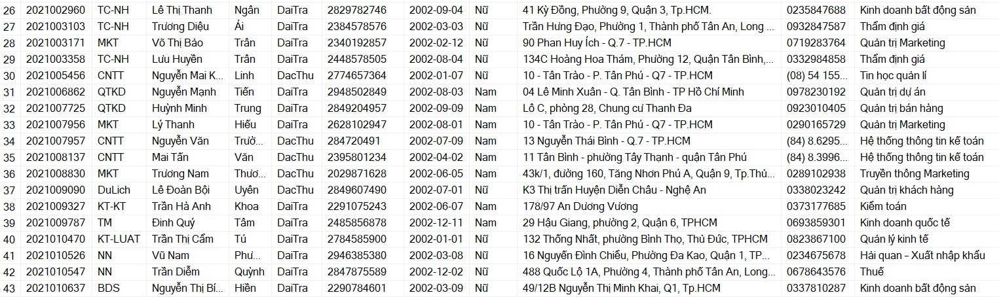 26 2021002960 TC-NH Lê Thị Thanh Ngân DaiTra 2829782746 2002-09-04 Nữ 41 Kỳ Đồng, Phường 9, Quận 3, Tp.HCM. 0235847688 Kinh doanh bất động sản
27 2021003103 TC-NH Trương Diệu Ái DaiTra 2384578576 2002-03-03 Nữ Trần Hưng Đạo, Phường 1, Thành phố Tân An, Long ... 0932847587 Thẩm định giá
28 2021003171 MKT Võ Thị Bảo Trân DaiTra 2340192857 2002-02-12 Nữ 90 Phan Huy Ích - Q.7 - TP.HCM 0719283764 Quản trị Marketing
29 2021003358 TC-NH Lưu Huyền Trân DaiTra 2448578505 2002-08-04 Nữ 134C Hoàng Hoa Thám, Phường 12, Quận Tân Bình,... 0332984858 Thẩm định giá
30 2021005456 CNTT Nguyễn Mai K... Linh DacThu 2774657364 2002-01-07 Nữ 10 - Tân Trào - P. Tân Phú - Q7 - TP.HCM (08) 54 155... Tin học quản lí
31 2021006862 QTKD Nguyễn Mạnh Tiến DaiTra 2948502849 2002-08-03 Nam 04 Lê Minh Xuân - Q. Tân Bình - TP Hồ Chí Minh 0978230192 Quản trị dự án
32 2021007725 QTKD Huỳnh Minh Trung DaiTra 2849204957 2002-09-09 Nam Lô C, phòng 28, Chung cư Thanh Đa 0923010405 Quản trị bán hàng
33 2021007956 MKT Lý Thanh Hiếu DaiTra 2628102947 2002-08-01 Nam 10 - Tân Trào - P. Tân Phú - Q7 - TP.HCM 0290165729 Quản trị Marketing
34 2021007957 CNTT Nguyễn Văn Trườ... DacThu 284720491 2002-07-09 Nam 13 Nguyễn Thái Bình - Q.7 - TP.HCM (84) 8.6295... Hệ thống thông tin kế toán
35 2021008137 CNTT Mai Tấn Văn DacThu 2395801234 2002-04-02 Nam 11 Tân Bình - phường Tây Thạnh - quận Tân Phú (84) 8.3996... Hệ thống thông tin kế toán
36 2021008830 MKT Trương Nam Thươ... DacThu 2029871628 2002-06-05 Nam 43k/1, đường 160, Tăng Nhơn Phú A, Quận 9, Tp.Thủ... 0289102938 Truyền thông Marketing
37 2021009090 DuLich Lê Đoàn Bội Uyên DacThu 2849607490 2002-07-01 Nữ K3 Thị trấn Huyện Diễn Châu - Nghệ An 0338023242 Quản trị khách hàng
38 2021009327 KT-KT Trần Hà Anh Khoa DaiTra 2291075243 2002-06-07 Nam 178/97 An Dương Vương 0373177685 Kiểm toán
39 2021009787 TM Đinh Quý Tâm DaiTra 2485856878 2002-12-11 Nam 29 Hậu Giang, phường 2, Quận 6, TPHCM 0693859301 Kinh doanh quốc tế
40 2021010470 KT-LUAT Trần Thị Cẩm Tú DaiTra 2784585900 2002-01-01 Nữ 132 Thống Nhất, phường Bình Thọ, Thủ Đức, TPHCM 0823867100 Quản lý kinh tế
41 2021010526 NN Vũ Nam Phư... DaiTra 2946385380 2002-03-08 Nữ 16 Nguyễn Đình Chiểu, Phường Đa Kao, Quận 1, TP... 0234675678 Hải quan – Xuất nhập khẩu
42 2021010547 NN Trần Diễm Quỳnh DaiTra 2847875589 2002-12-02 Nữ 488 Quốc Lộ 1A, Phường 4, Thành phố Tân An, Long... 0678643576 Thuế
43 2021010637 BDS Nguyễn Thị Bí... Hiền DaiTra 2290784601 2002-03-09 Nữ 49/12B Nguyễn Thị Minh Khai, Q1, Tp.HCM 0337810287 Kinh doanh bất động sản